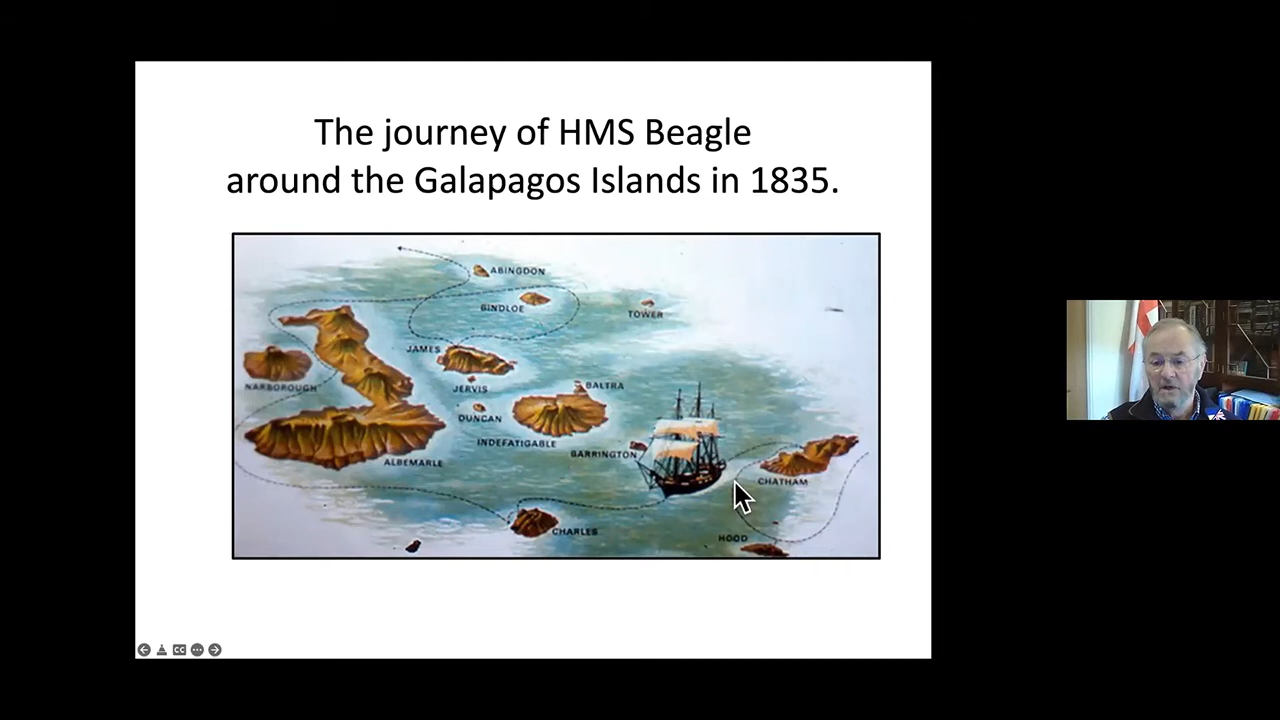 The journey of HMS Beagle
around the Galapagos Islands in 1835.
ABINGDON
BINDLOE
TOWER
JAMES
NARBOROUGH
JERVIS
BALTRA
DUNCAN
INDEFATIGABLE
BARRINGTON
ALBEMARLE
CHATHAM
CHARLES
HOOD
CC